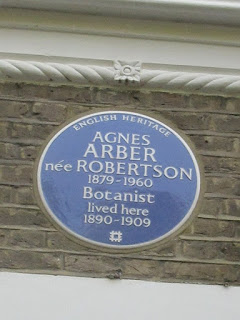 ENGLISH HERITAGE
AGNES
ARBER
née ROBERTSON
1879-1960
Botanist
lived here
1890-1909